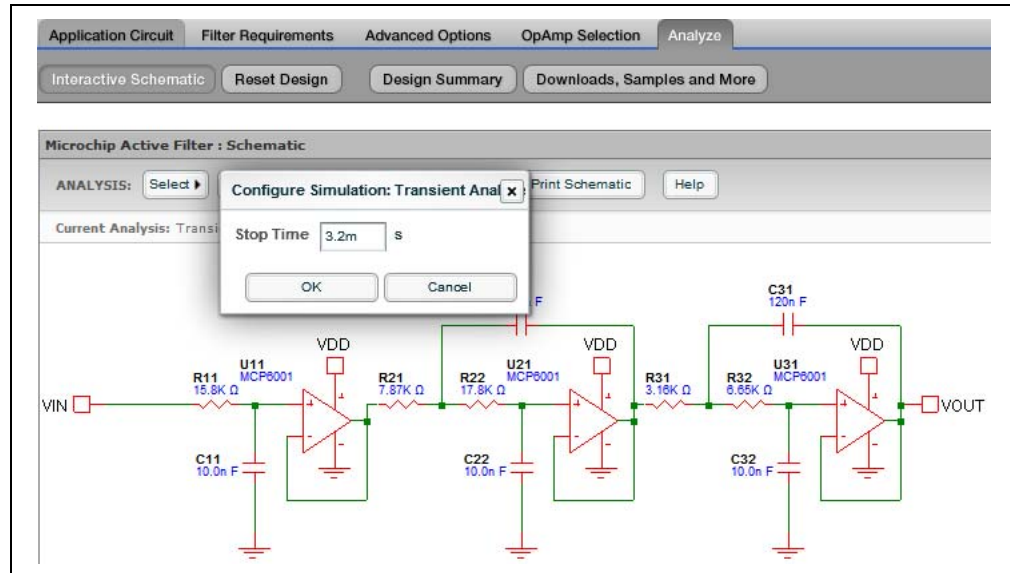 Application Circuit Filter Requirements Advanced Options OpAmp Selection Analyze
Interactive Schematic Reset Design Design Summary Downloads, Samples and More
Microchip Active Filter : Schematic
ANALYSIS: Select Print Schematic Help
Configure Simulation: Transient Anal x
Current Analysis: Transi
Stop Time 3.2m s
OK Cancel
F
C31
120n F
VDD VDD VDD
U11
MCP6001
U21
MCP6001
U31
MCP6001
R11
15.8K Ω
R21
7.87K Ω
R22
17.8K Ω
R31
3.16K Ω
R32
6.65K Ω
VIN
VOUT
C11
10.0n F
C22
10.0n F
C32
10.0n F